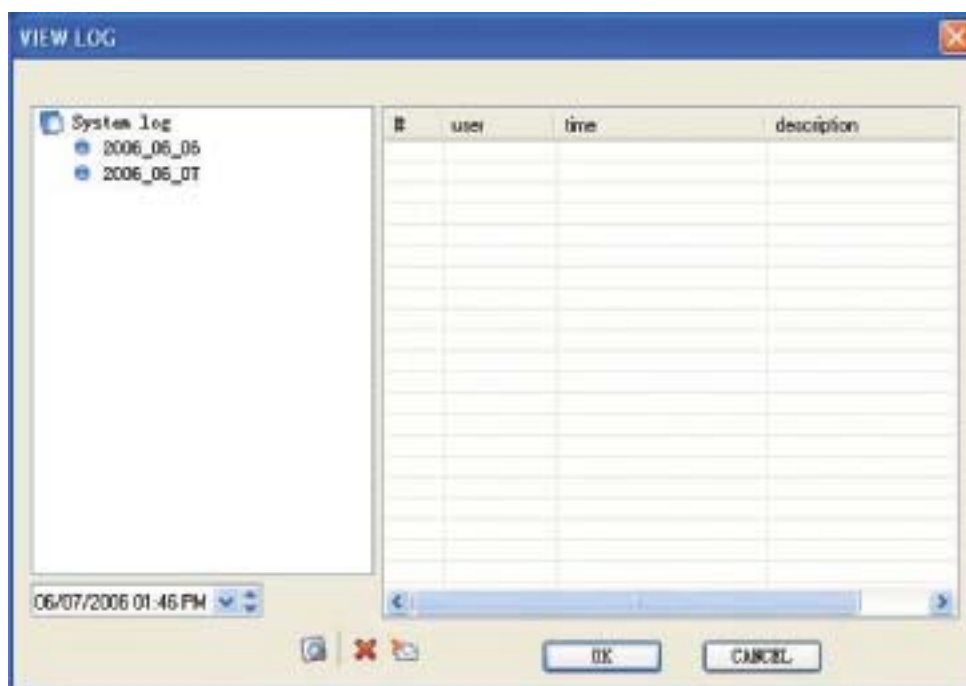 VIEW LOG
System log
2006_06_06
2006_06_07
# user time description
06/07/2006 01:46 PM
OK CANCEL